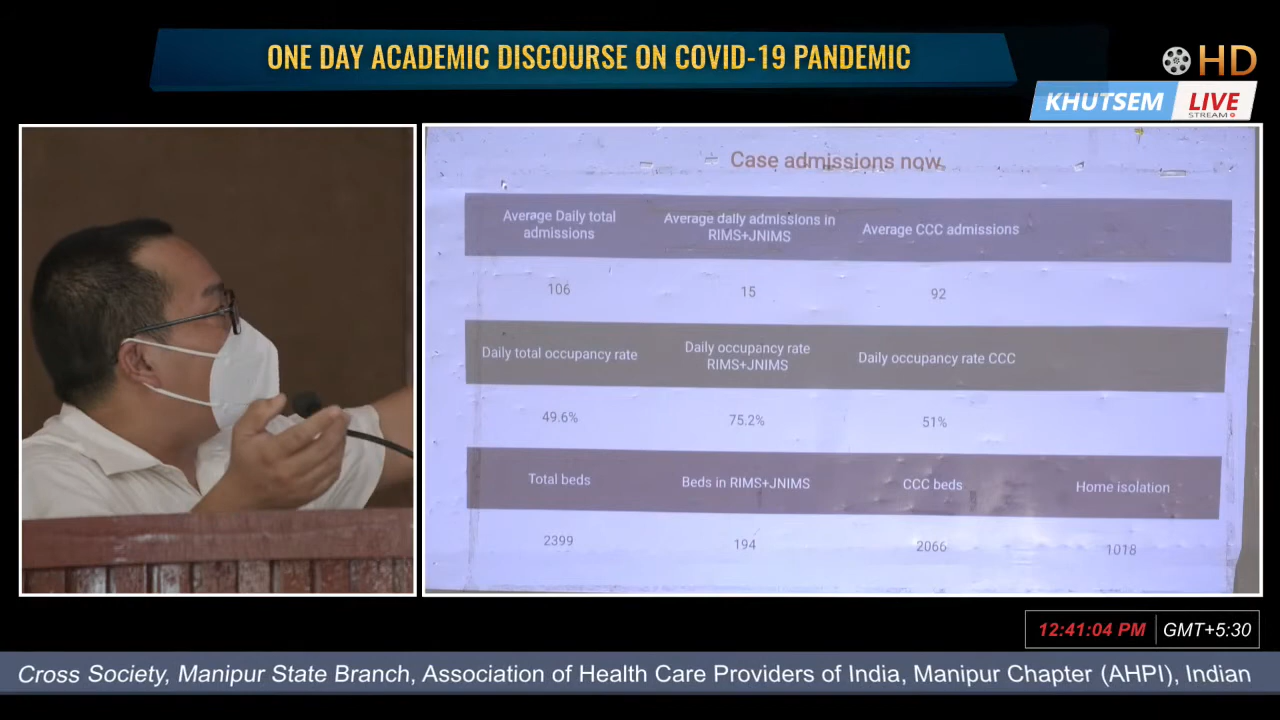 ONE DAY ACADEMIC DISCOURSE ON COVID-19 PANDEMIC
HD
KHUTSEM LIVE
STREAM
Case admissions now
Average Daily total
admissions
Average daily admissions in
RIMS+JNIMS
Average CCC admissions
106
15
92
Daily total occupancy rate
Daily occupancy rate
RIMS+JNIMS
Daily occupancy rate CCC
49.6%
75.2%
51%
Total beds
Beds in RIMS+JNIMS
CCC beds
Home isolation
2399
194
2066
1018
12:41:04 PM GMT+5:30
Cross Society, Manipur State Branch, Association of Health Care Providers of India, Manipur Chapter (AHPI), Indian